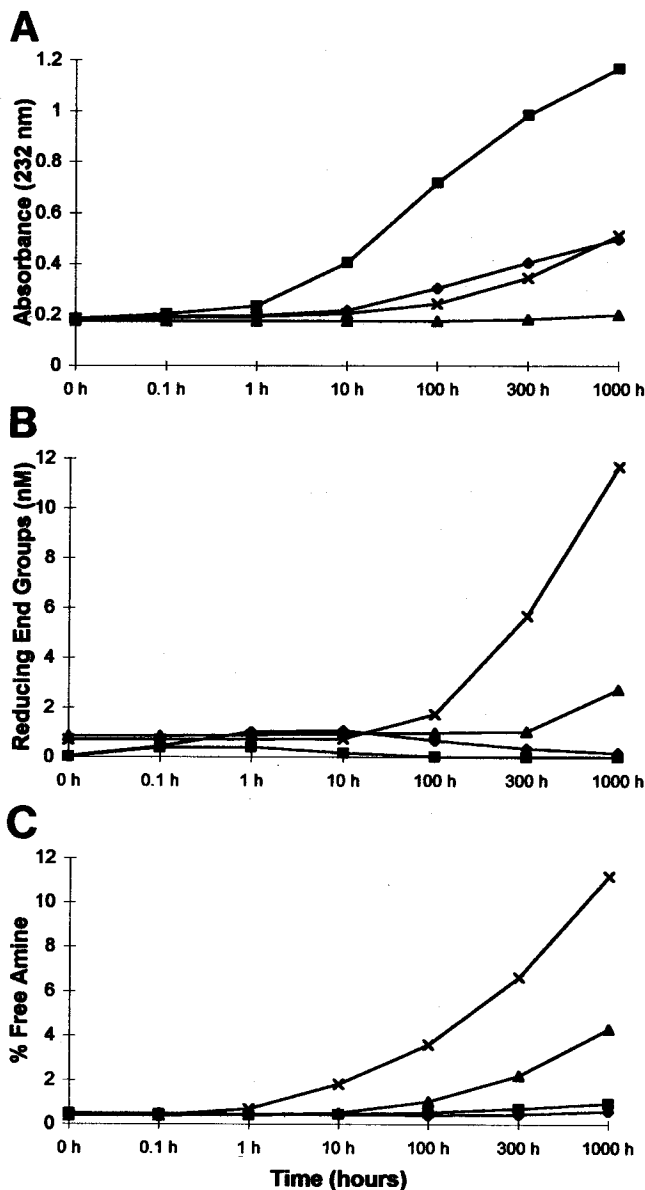 A
Absorbance (232 nm)
1.2
1
0.8
0.6
0.4
0.2
0
0 h 0.1 h 1 h 10 h 100 h 300 h 1000 h
B
Reducing End Groups (nM)
12
10
8
6
4
2
0
0 h 0.1 h 1 h 10 h 100 h 300 h 1000 h
C
% Free Amine
12
10
8
6
4
2
0
0 h 0.1 h 1 h 10 h 100 h 300 h 1000 h
Time (hours)